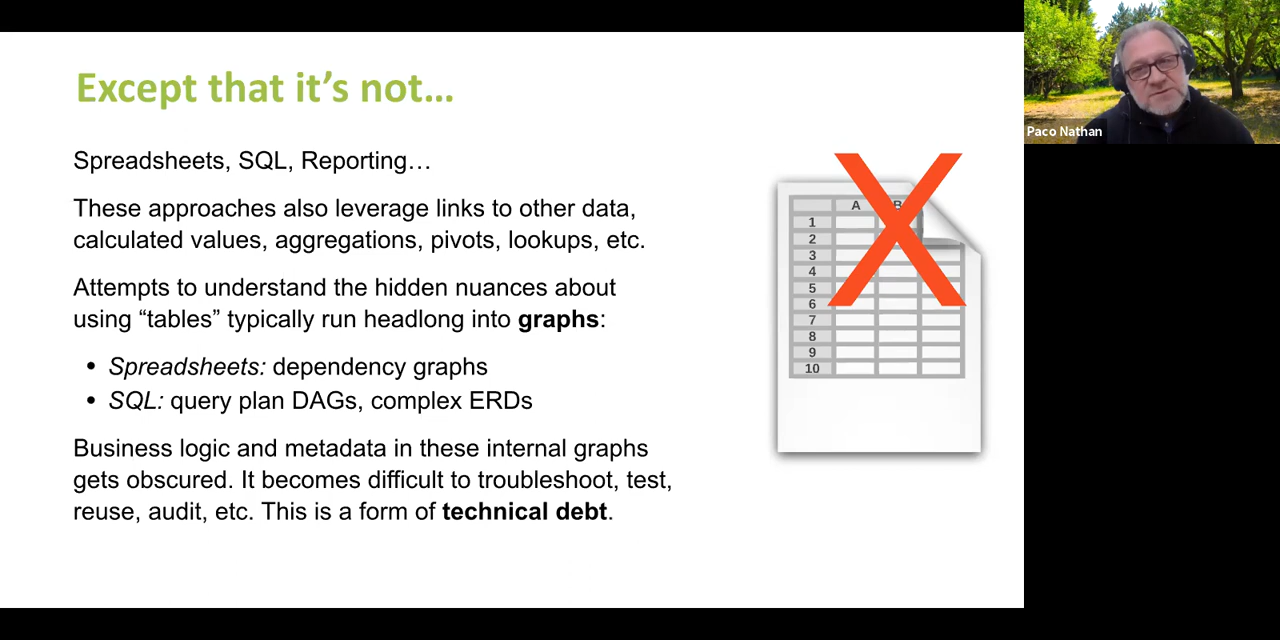 Except that it's not…
Spreadsheets, SQL, Reporting…
These approaches also leverage links to other data,
calculated values, aggregations, pivots, lookups, etc.
Attempts to understand the hidden nuances about
using “tables” typically run headlong into graphs:
• Spreadsheets: dependency graphs
• SQL: query plan DAGs, complex ERDs
Business logic and metadata in these internal graphs
gets obscured. It becomes difficult to troubleshoot, test,
reuse, audit, etc. This is a form of technical debt.
A B
1
2
3
4
5
6
7
8
9
10
Paco Nathan